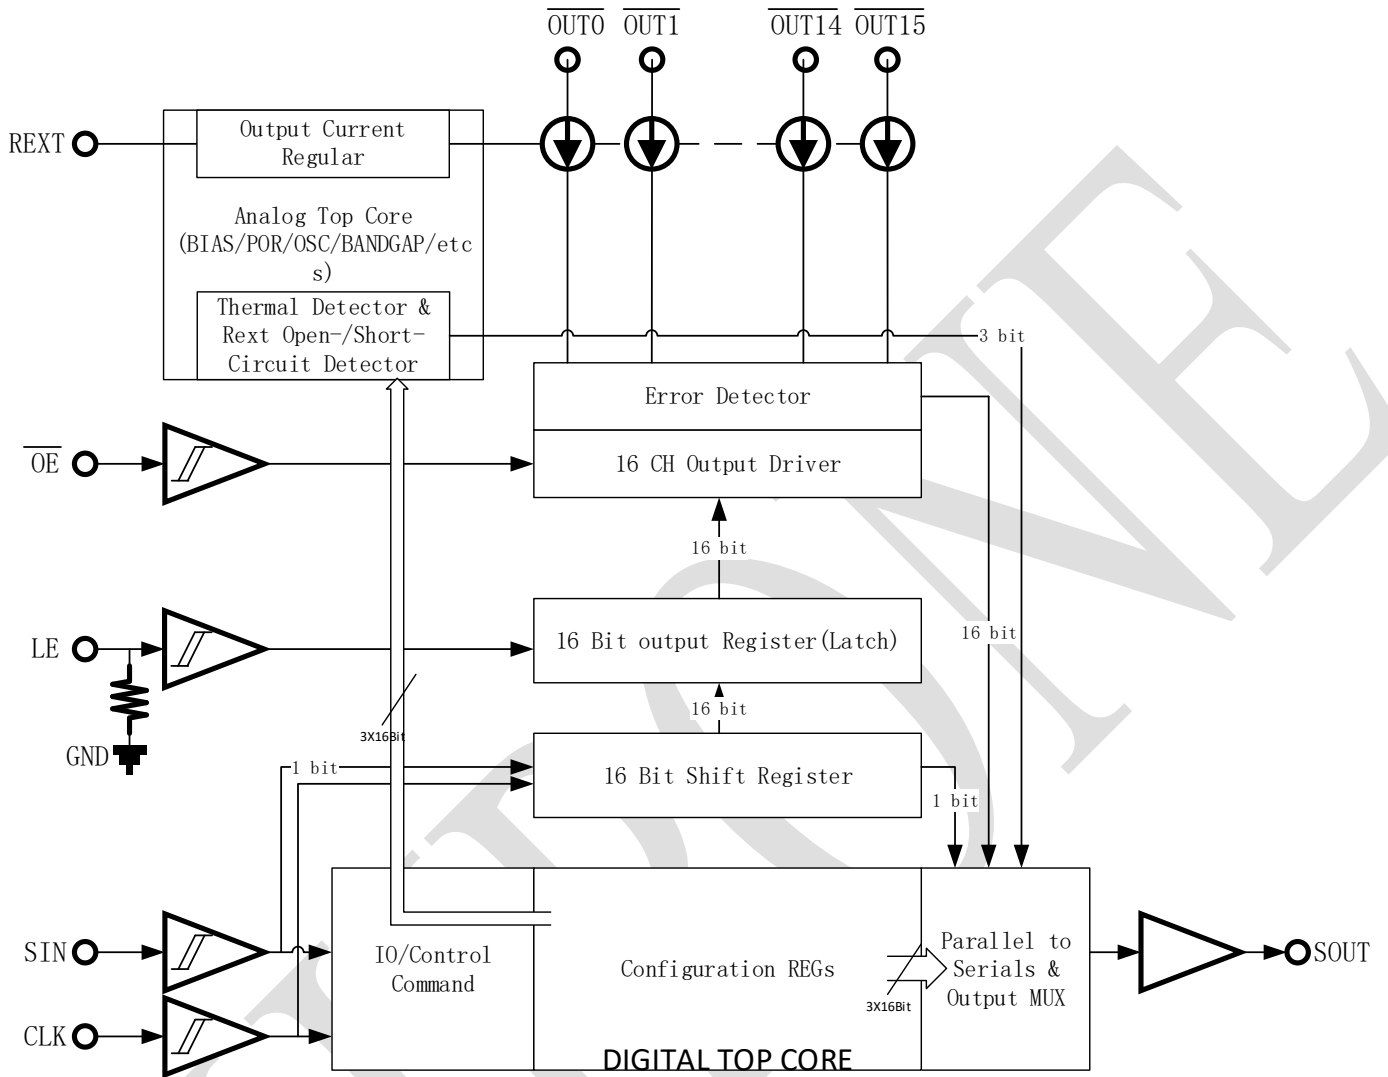 OUT0 OUT1 OUT14 OUT15
REXT
Output Current
Regular
Analog Top Core
(BIAS/POR/OSC/BANDGAP/etc
s)
Thermal Detector &
Rext Open-/Short-
Circuit Detector
3 bit
Error Detector
OE
16 CH Output Driver
16 bit
LE
16 Bit output Register(Latch)
16 bit
GND
3X16Bit
16 bit
1 bit
16 Bit Shift Register
1 bit
SIN
CLK
IO/Control
Command
Configuration REGs
3X16Bit
Parallel to
Serials &
Output MUX
SOUT
DIGITAL TOP CORE